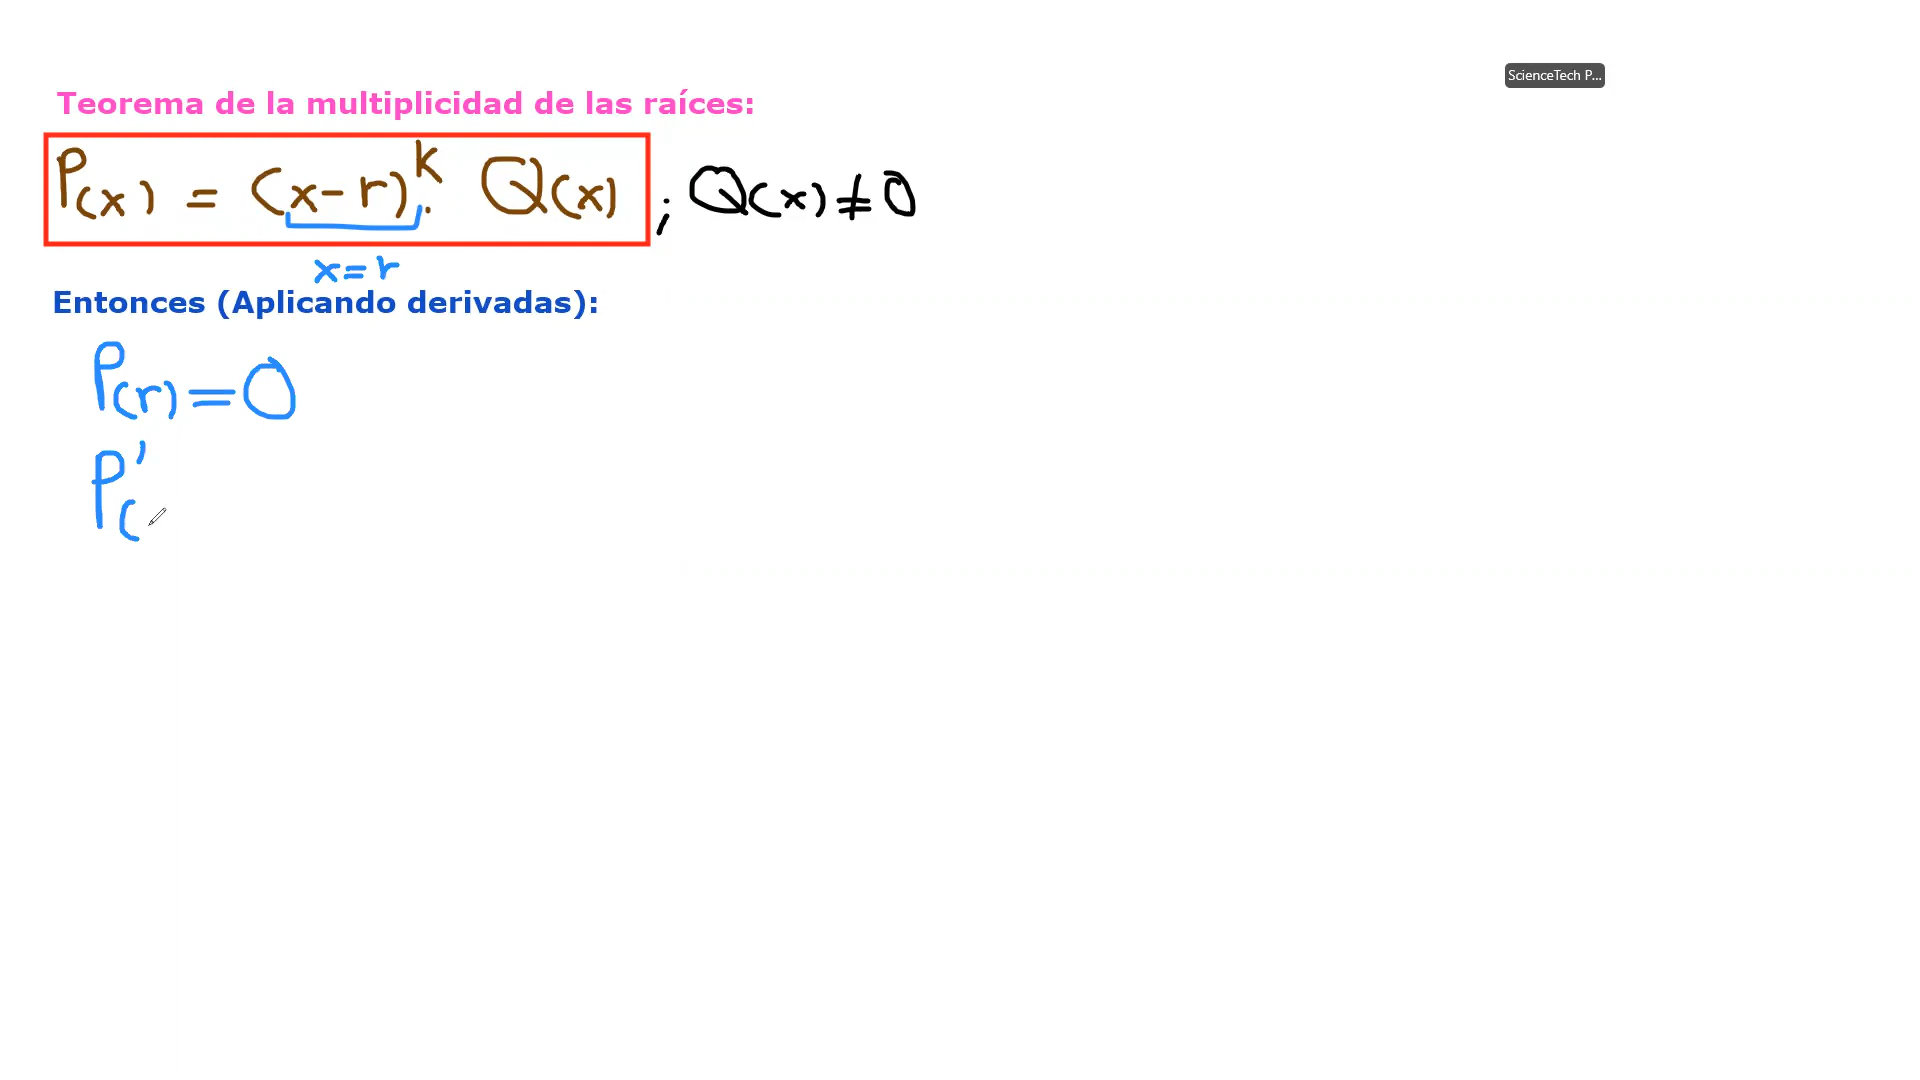 ScienceTech P...
Teorema de la multiplicidad de las raíces:
P(x) = (x-r)^k . Q(x) ; Q(x) ≠ 0
x=r
Entonces (Aplicando derivadas):
P(r) = 0
P'(